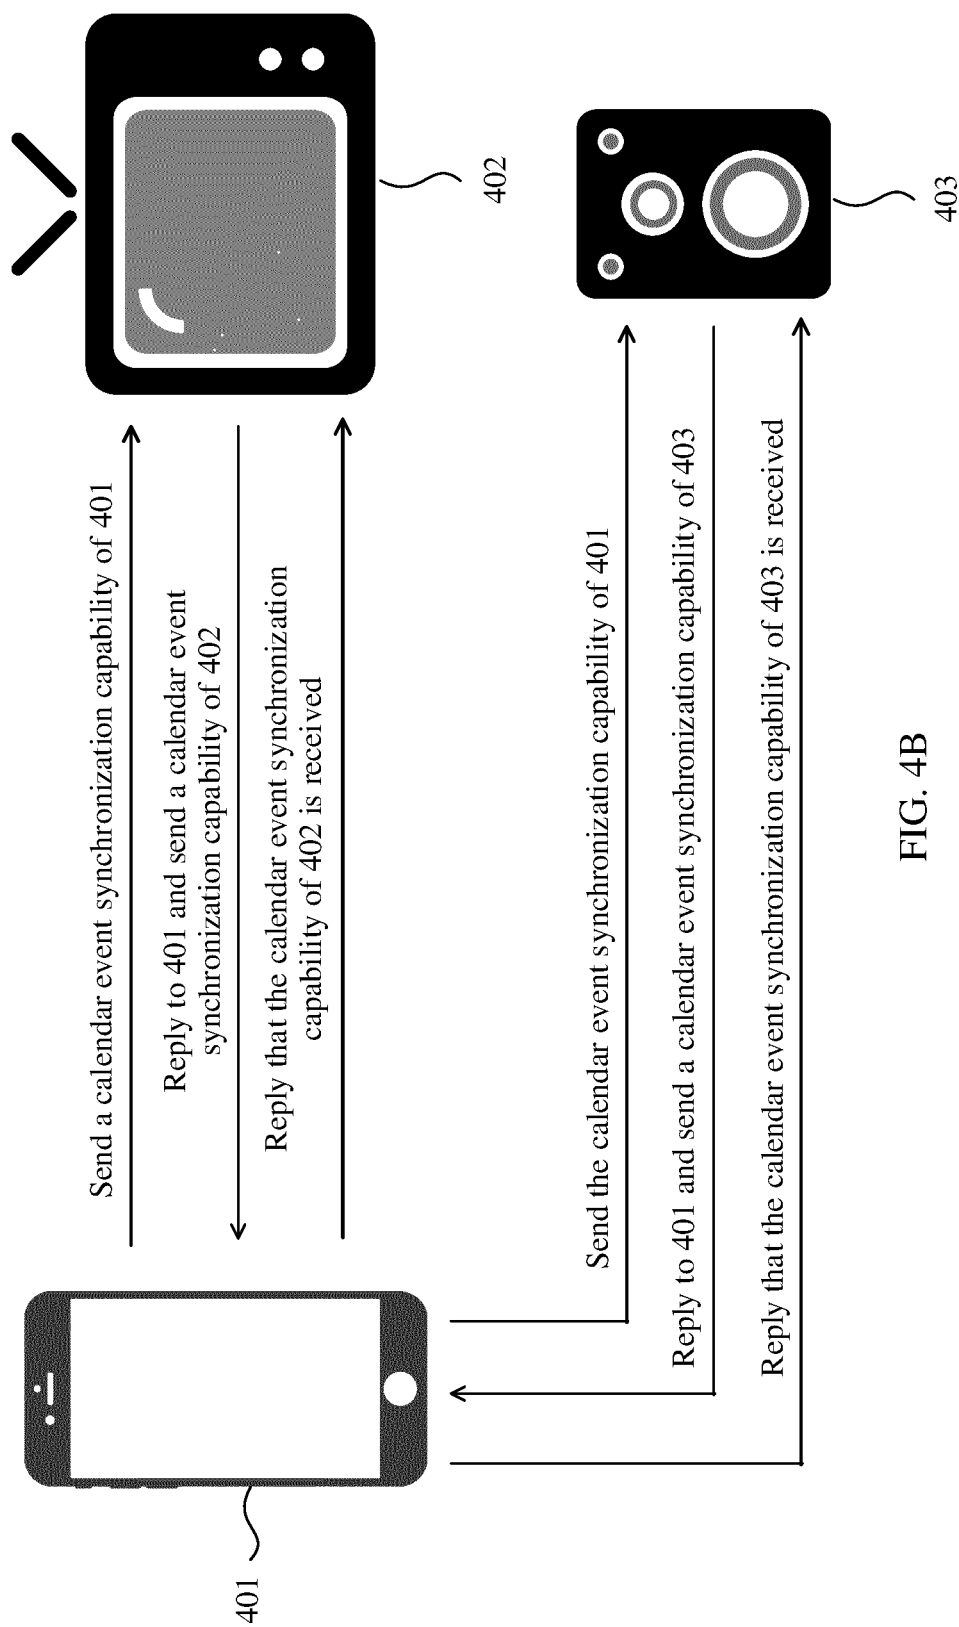 Send a calendar event synchronization capability of 401
Reply to 401 and send a calendar event
synchronization capability of 402
Reply that the calendar event synchronization
capability of 402 is received
401
402
Send the calendar event synchronization capability of 401
Reply to 401 and send a calendar event synchronization capability of 403
Reply that the calendar event synchronization capability of 403 is received
403
FIG. 4B